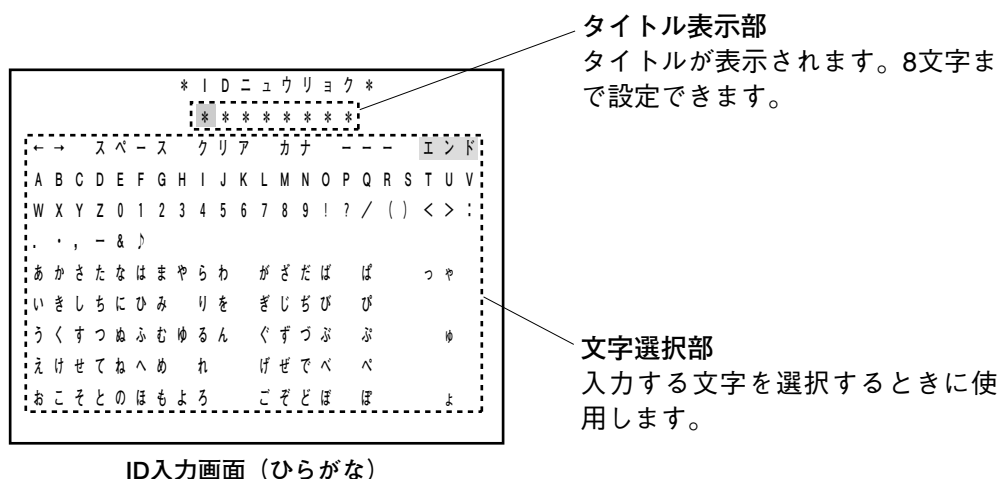 タイトル表示部
タイトルが表示されます。8文字ま
で設定できます。
＊IDニュウリョク＊
＊＊＊＊＊＊＊＊
←→ スペース クリア カナ ーーー エンド
A B C D E F G H I J K L M N O P Q R S T U V
W X Y Z 0 1 2 3 4 5 6 7 8 9 ! ? / ( ) < > :
. ・ , − & ♪
あかさたなはまやらわ がざだば ぱ っゃ
いきしちにひみ りを ぎじぢび ぴ
うくすつぬふむゆるん ぐずづぶ ぷ ゅ
えけせてねへめ れ げぜでべ ぺ
おこそとのほもよろ ごぞどぼ ぽ ょ
文字選択部
入力する文字を選択するときに使
用します。
ID入力画面（ひらがな）